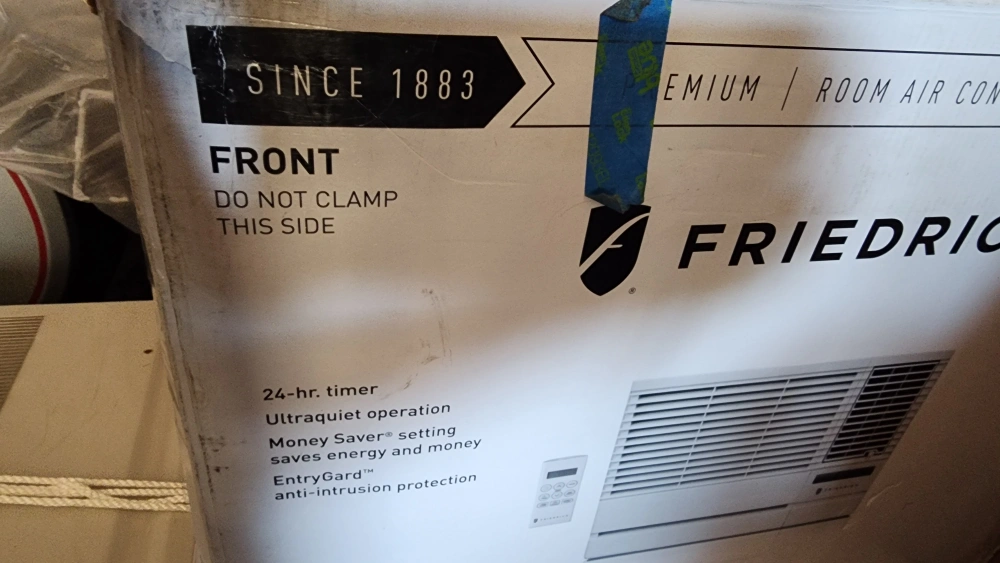 SINCE 1883
EMIUM | ROOM AIR CON
FRONT
DO NOT CLAMP
THIS SIDE
FRIEDRIC
24-hr. timer
Ultraquiet operation
Money Saver® setting
saves energy and money
EntryGard™
anti-intrusion protection
FRIEDRICH